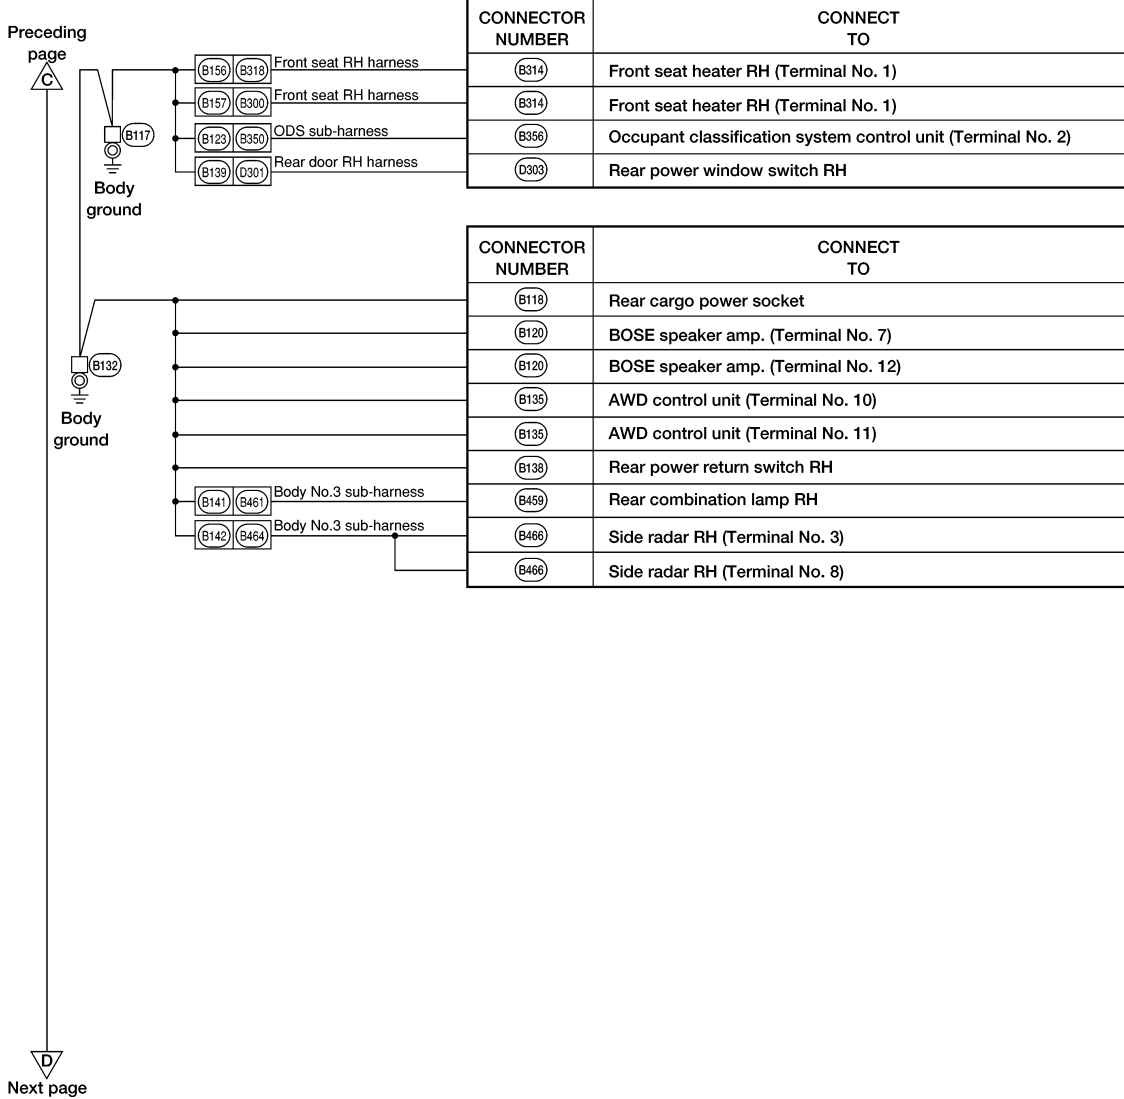 Preceding
page
C
CONNECTOR
NUMBER
CONNECT
TO
B156 B318 Front seat RH harness B314 Front seat heater RH (Terminal No. 1)
B157 B300 Front seat RH harness B314 Front seat heater RH (Terminal No. 1)
B117
B123 B350 ODS sub-harness B356 Occupant classification system control unit (Terminal No. 2)
B139 D301 Rear door RH harness D303 Rear power window switch RH
Body
ground
CONNECTOR
NUMBER
CONNECT
TO
B118 Rear cargo power socket
B120 BOSE speaker amp. (Terminal No. 7)
B132
B120 BOSE speaker amp. (Terminal No. 12)
B135 AWD control unit (Terminal No. 10)
Body
ground
B135 AWD control unit (Terminal No. 11)
B138 Rear power return switch RH
B141 B461 Body No.3 sub-harness B459 Rear combination lamp RH
B142 B464 Body No.3 sub-harness B466 Side radar RH (Terminal No. 3)
B466 Side radar RH (Terminal No. 8)
D
Next page